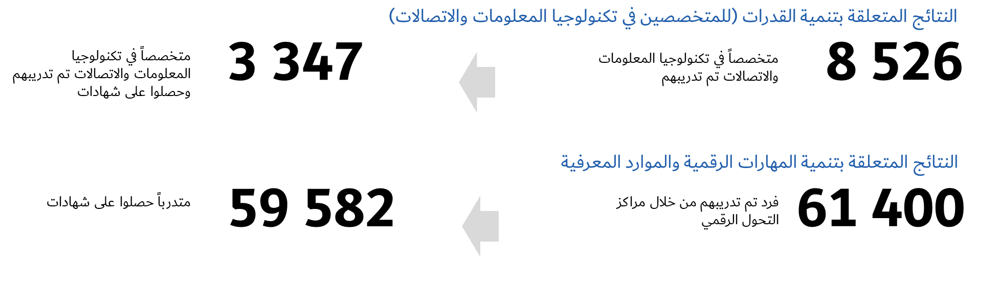 النتائج المتعلقة بتنمية القدرات (للمتخصصين في تكنولوجيا المعلومات والاتصالات)
8 526
متخصصاً في تكنولوجيا المعلومات
والاتصالات تم تدريبهم
3 347
متخصصاً في تكنولوجيا
المعلومات والاتصالات تم تدريبهم
وحصلوا على شهادات
النتائج المتعلقة بتنمية المهارات الرقمية والموارد المعرفية
61 400
فرد تم تدريبهم من خلال مراكز
التحول الرقمي
59 582
متدرباً حصلوا على شهادات